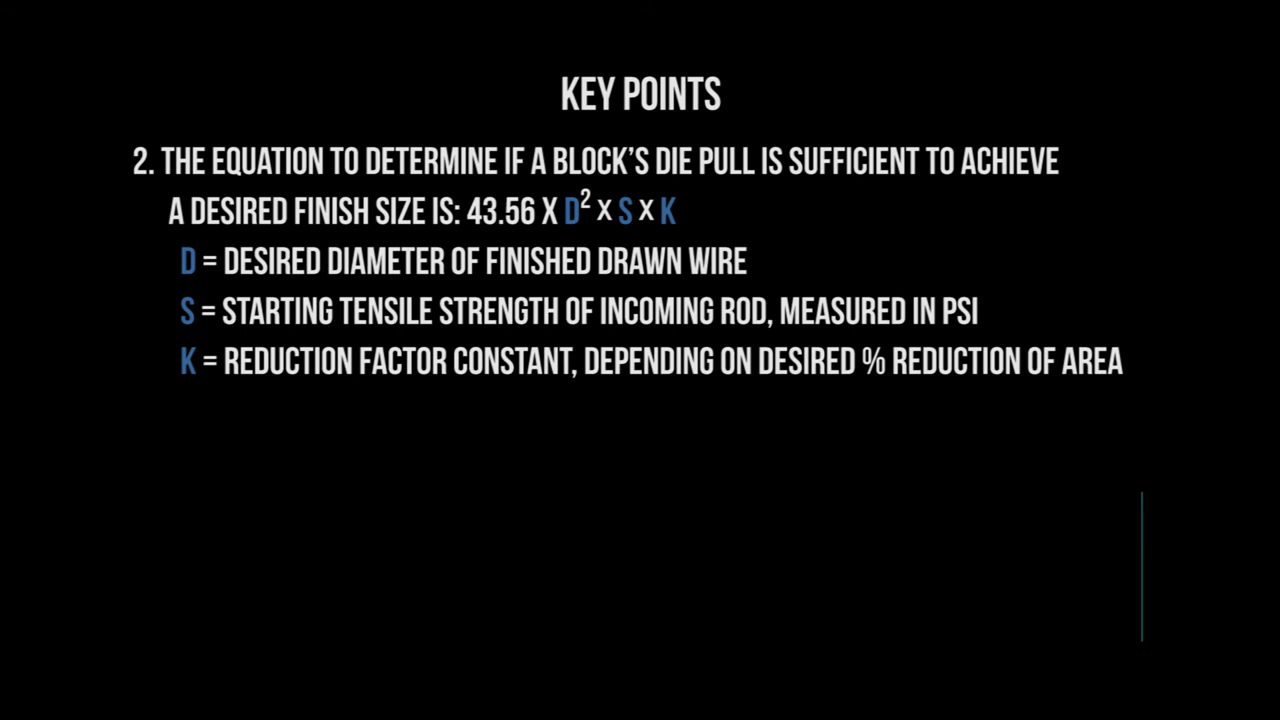 KEY POINTS
2. THE EQUATION TO DETERMINE IF A BLOCK'S DIE PULL IS SUFFICIENT TO ACHIEVE
A DESIRED FINISH SIZE IS: 43.56 X D² X S X K
D = DESIRED DIAMETER OF FINISHED DRAWN WIRE
S = STARTING TENSILE STRENGTH OF INCOMING ROD, MEASURED IN PSI
K = REDUCTION FACTOR CONSTANT, DEPENDING ON DESIRED % REDUCTION OF AREA